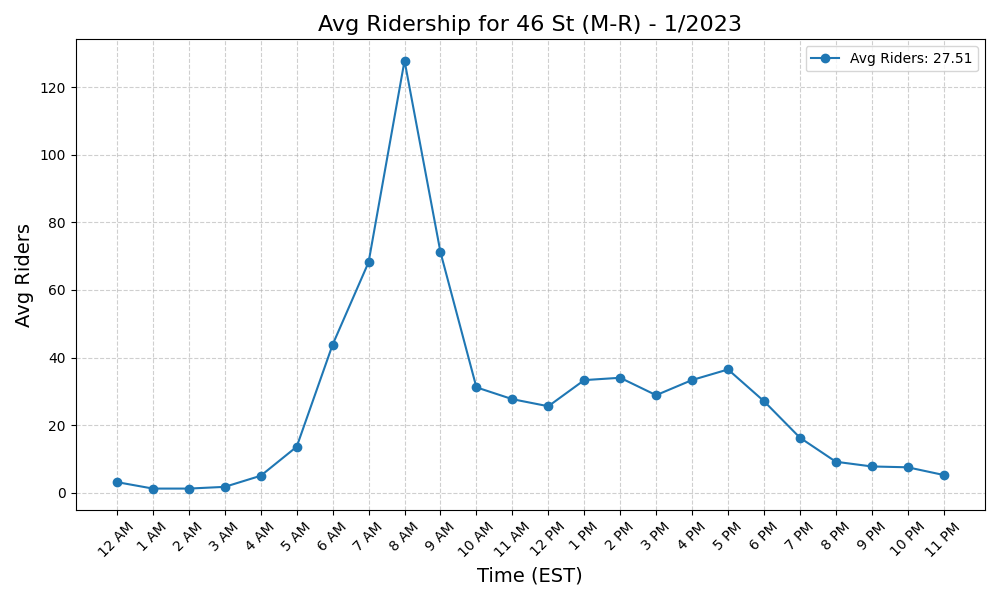 Avg Ridership for 46 St (M-R) - 1/2023
Avg Riders: 27.51
Avg Riders
120
100
80
60
40
20
0
12 AM
1 AM
2 AM
3 AM
4 AM
5 AM
6 AM
7 AM
8 AM
9 AM
10 AM
11 AM
12 PM
1 PM
2 PM
3 PM
4 PM
5 PM
6 PM
7 PM
8 PM
9 PM
10 PM
11 PM
Time (EST)